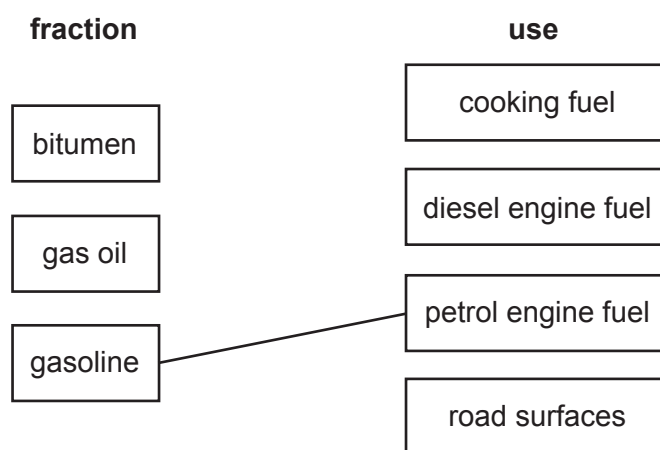 fraction
use
bitumen
gas oil
gasoline
cooking fuel
diesel engine fuel
petrol engine fuel
road surfaces